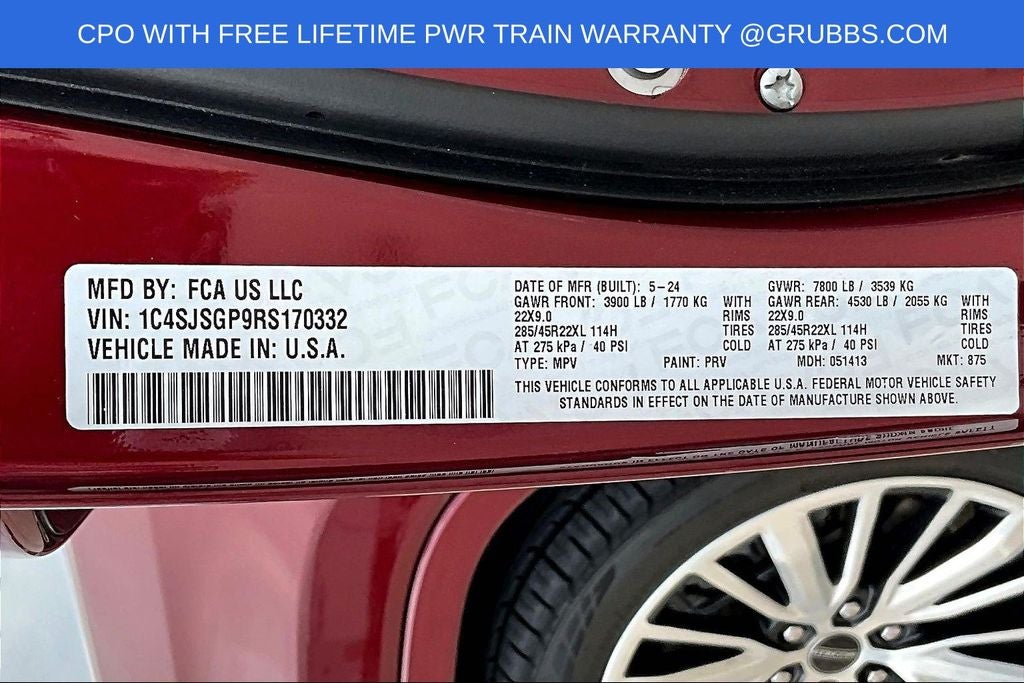 CPO WITH FREE LIFETIME PWR TRAIN WARRANTY @GRUBBS.COM
MFD BY: FCA US LLC
VIN: 1C4SJSGP9RS170332
VEHICLE MADE IN: U.S.A.
DATE OF MFR (BUILT): 5-24 GVWR: 7800 LB / 3539 KG
GAWR FRONT: 3900 LB / 1770 KG WITH GAWR REAR: 4530 LB / 2055 KG WITH
22X9.0 RIMS 22X9.0 RIMS
285/45R22XL 114H TIRES 285/45R22XL 114H TIRES
AT 275 kPa / 40 PSI COLD AT 275 kPa / 40 PSI COLD
TYPE: MPV PAINT: PRV MDH: 051413 MKT: 875
THIS VEHICLE CONFORMS TO ALL APPLICABLE U.S.A. FEDERAL MOTOR VEHICLE SAFETY
STANDARDS IN EFFECT ON THE DATE OF MANUFACTURE SHOWN ABOVE.